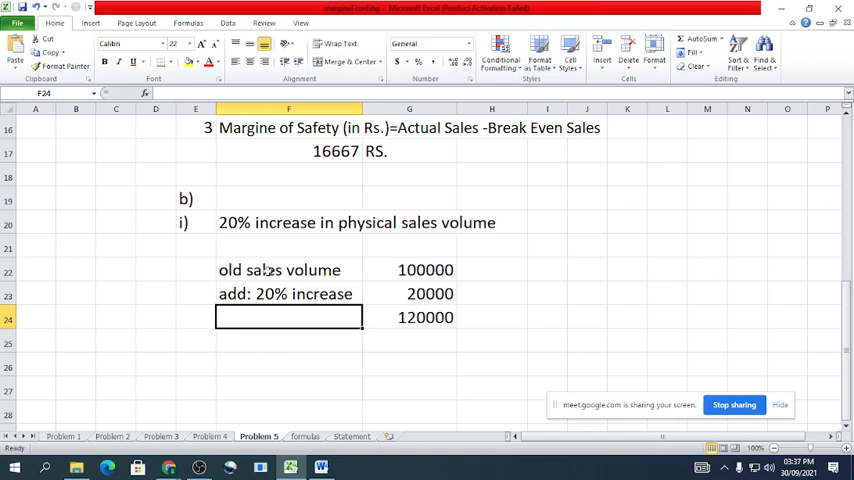 marginal costing - Microsoft Excel (Product Activation Failed)
File Home Insert Page Layout Formulas Data Review View
Cut
Copy
Format Painter
Paste
Clipboard
Calibri 22
B I U
Font
Wrap Text
Merge & Center
Alignment
General
$ % ,
Number
Conditional Formatting
Format as Table
Cell Styles
Styles
Insert Delete Format
Cells
AutoSum
Fill
Clear
Sort & Filter
Find & Select
Editing
F24 fx
A B C D E F G H I J K L M N O P
16 3 Margine of Safety (in Rs.)=Actual Sales -Break Even Sales
17 16667 RS.
18
19 b)
20 i) 20% increase in physical sales volume
21
22 old sales volume 100000
23 add: 20% increase 20000
24 120000
25
26
27
28
meet.google.com is sharing your screen. Stop sharing Hide
Problem 1 Problem 2 Problem 3 Problem 4 Problem 5 formulas Statement
Ready 100%
03:37 PM
30/09/2021